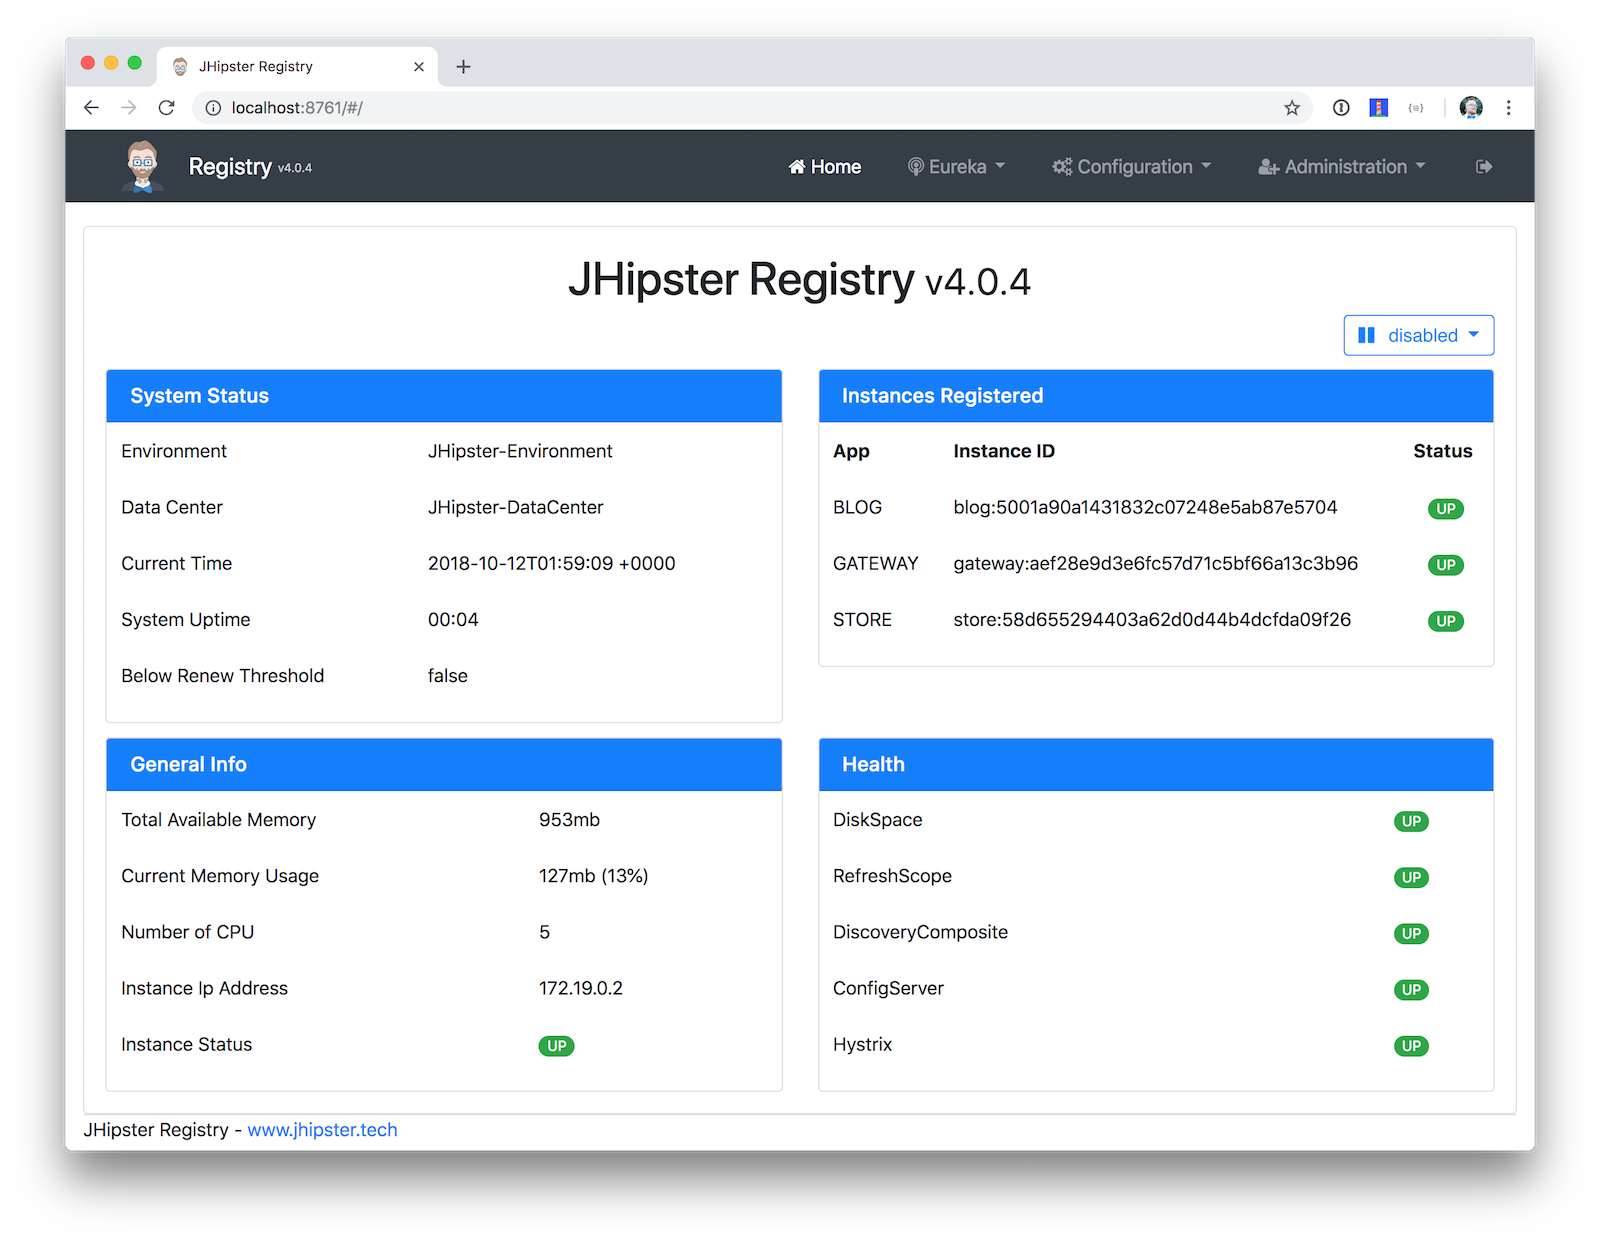 JHipster Registry
localhost:8761/#/
Registry v4.0.4
Home
Eureka
Configuration
Administration
JHipster Registry v4.0.4
disabled
System Status
Environment JHipster-Environment
Data Center JHipster-DataCenter
Current Time 2018-10-12T01:59:09 +0000
System Uptime 00:04
Below Renew Threshold false
Instances Registered
App Instance ID Status
BLOG blog:5001a90a1431832c07248e5ab87e5704 UP
GATEWAY gateway:aef28e9d3e6fc57d71c5bf66a13c3b96 UP
STORE store:58d655294403a62d0d44b4dcfda09f26 UP
General Info
Total Available Memory 953mb
Current Memory Usage 127mb (13%)
Number of CPU 5
Instance Ip Address 172.19.0.2
Instance Status UP
Health
DiskSpace UP
RefreshScope UP
DiscoveryComposite UP
ConfigServer UP
Hystrix UP
JHipster Registry - www.jhipster.tech